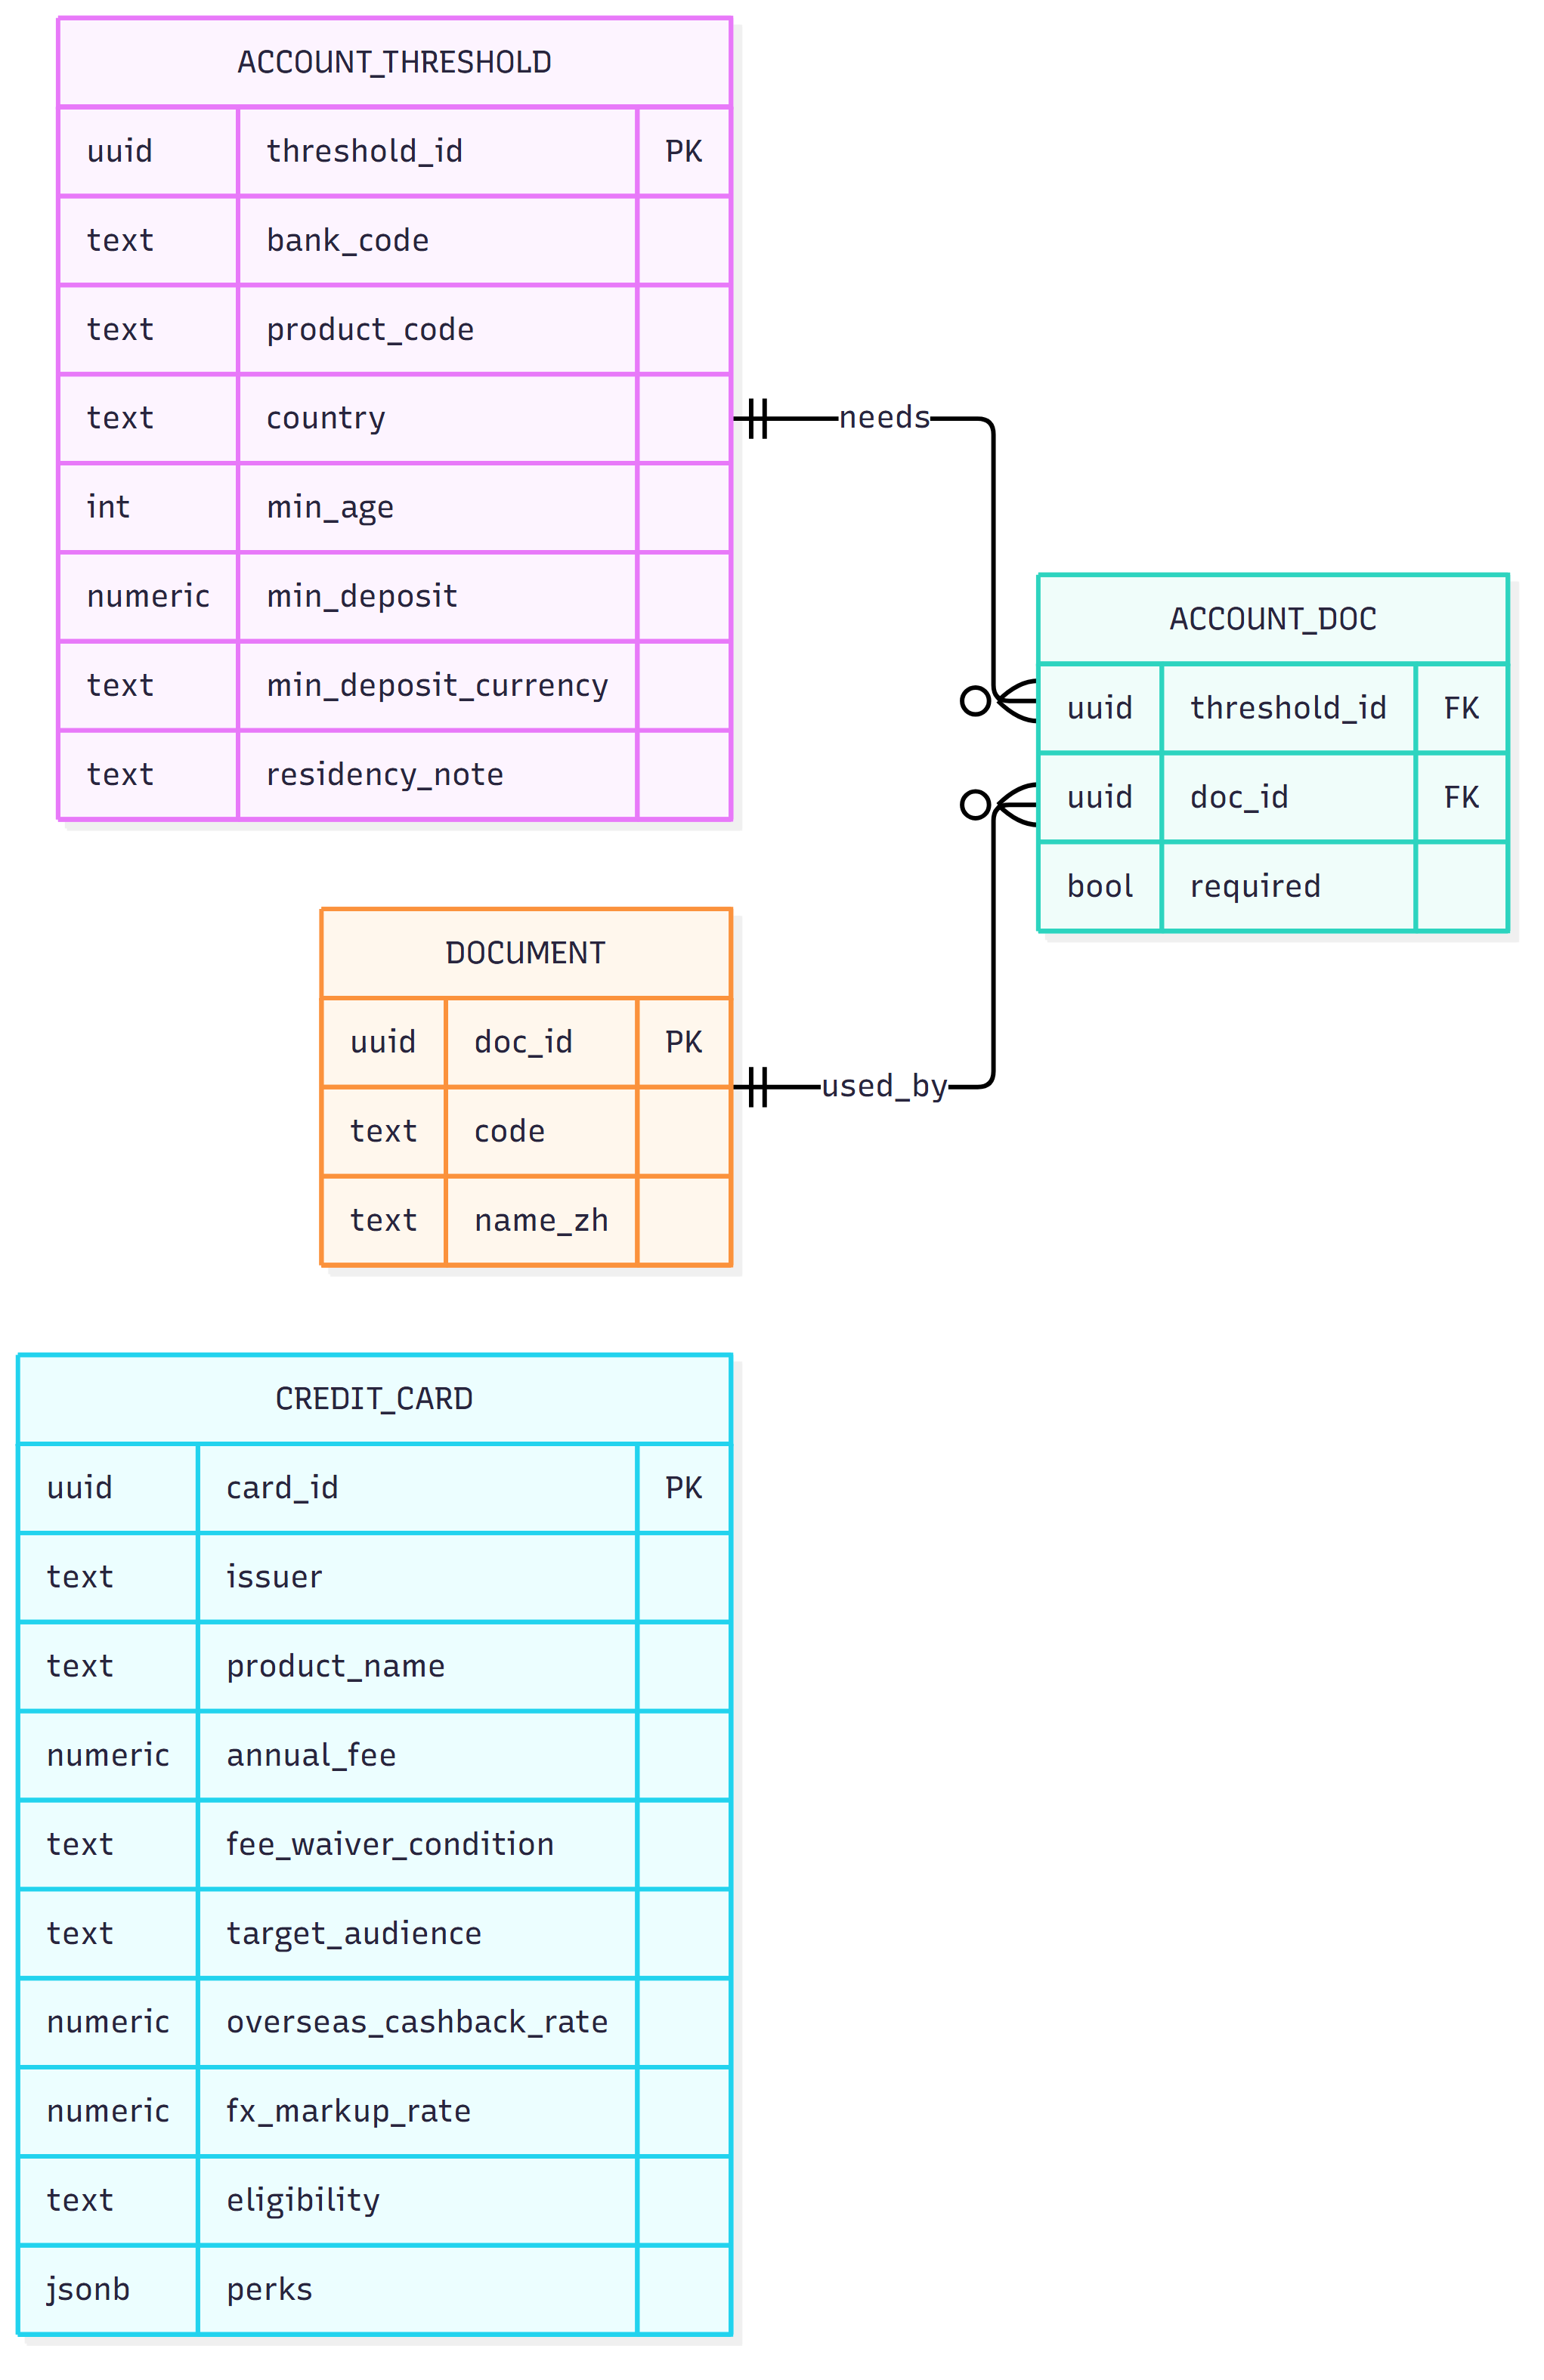 ACCOUNT_THRESHOLD
uuid threshold_id PK
text bank_code
text product_code
text country
int min_age
numeric min_deposit
text min_deposit_currency
text residency_note
needs
ACCOUNT_DOC
uuid threshold_id FK
uuid doc_id FK
bool required
DOCUMENT
uuid doc_id PK
text code
text name_zh
used_by
CREDIT_CARD
uuid card_id PK
text issuer
text product_name
numeric annual_fee
text fee_waiver_condition
text target_audience
numeric overseas_cashback_rate
numeric fx_markup_rate
text eligibility
jsonb perks